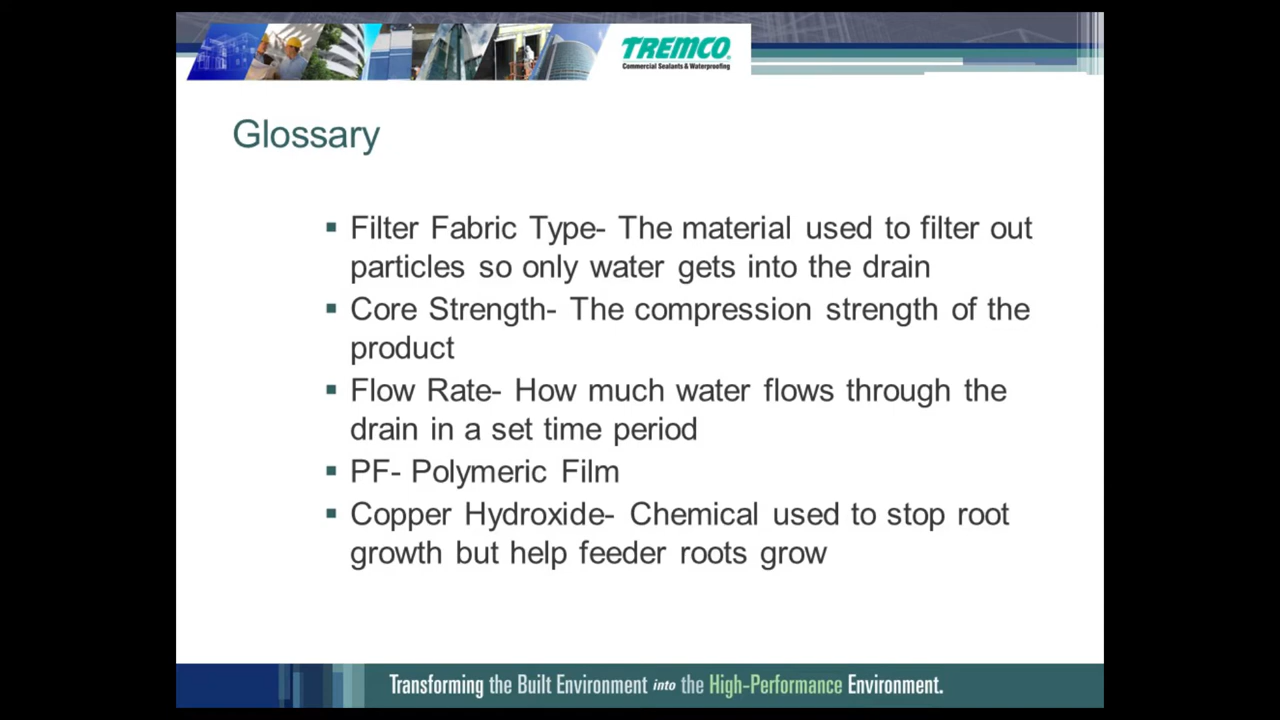 TREMCO®
Commercial Sealants & Waterproofing
Glossary
▪ Filter Fabric Type- The material used to filter out
particles so only water gets into the drain
▪ Core Strength- The compression strength of the
product
▪ Flow Rate- How much water flows through the
drain in a set time period
▪ PF- Polymeric Film
▪ Copper Hydroxide- Chemical used to stop root
growth but help feeder roots grow
Transforming the Built Environment into the High-Performance Environment.